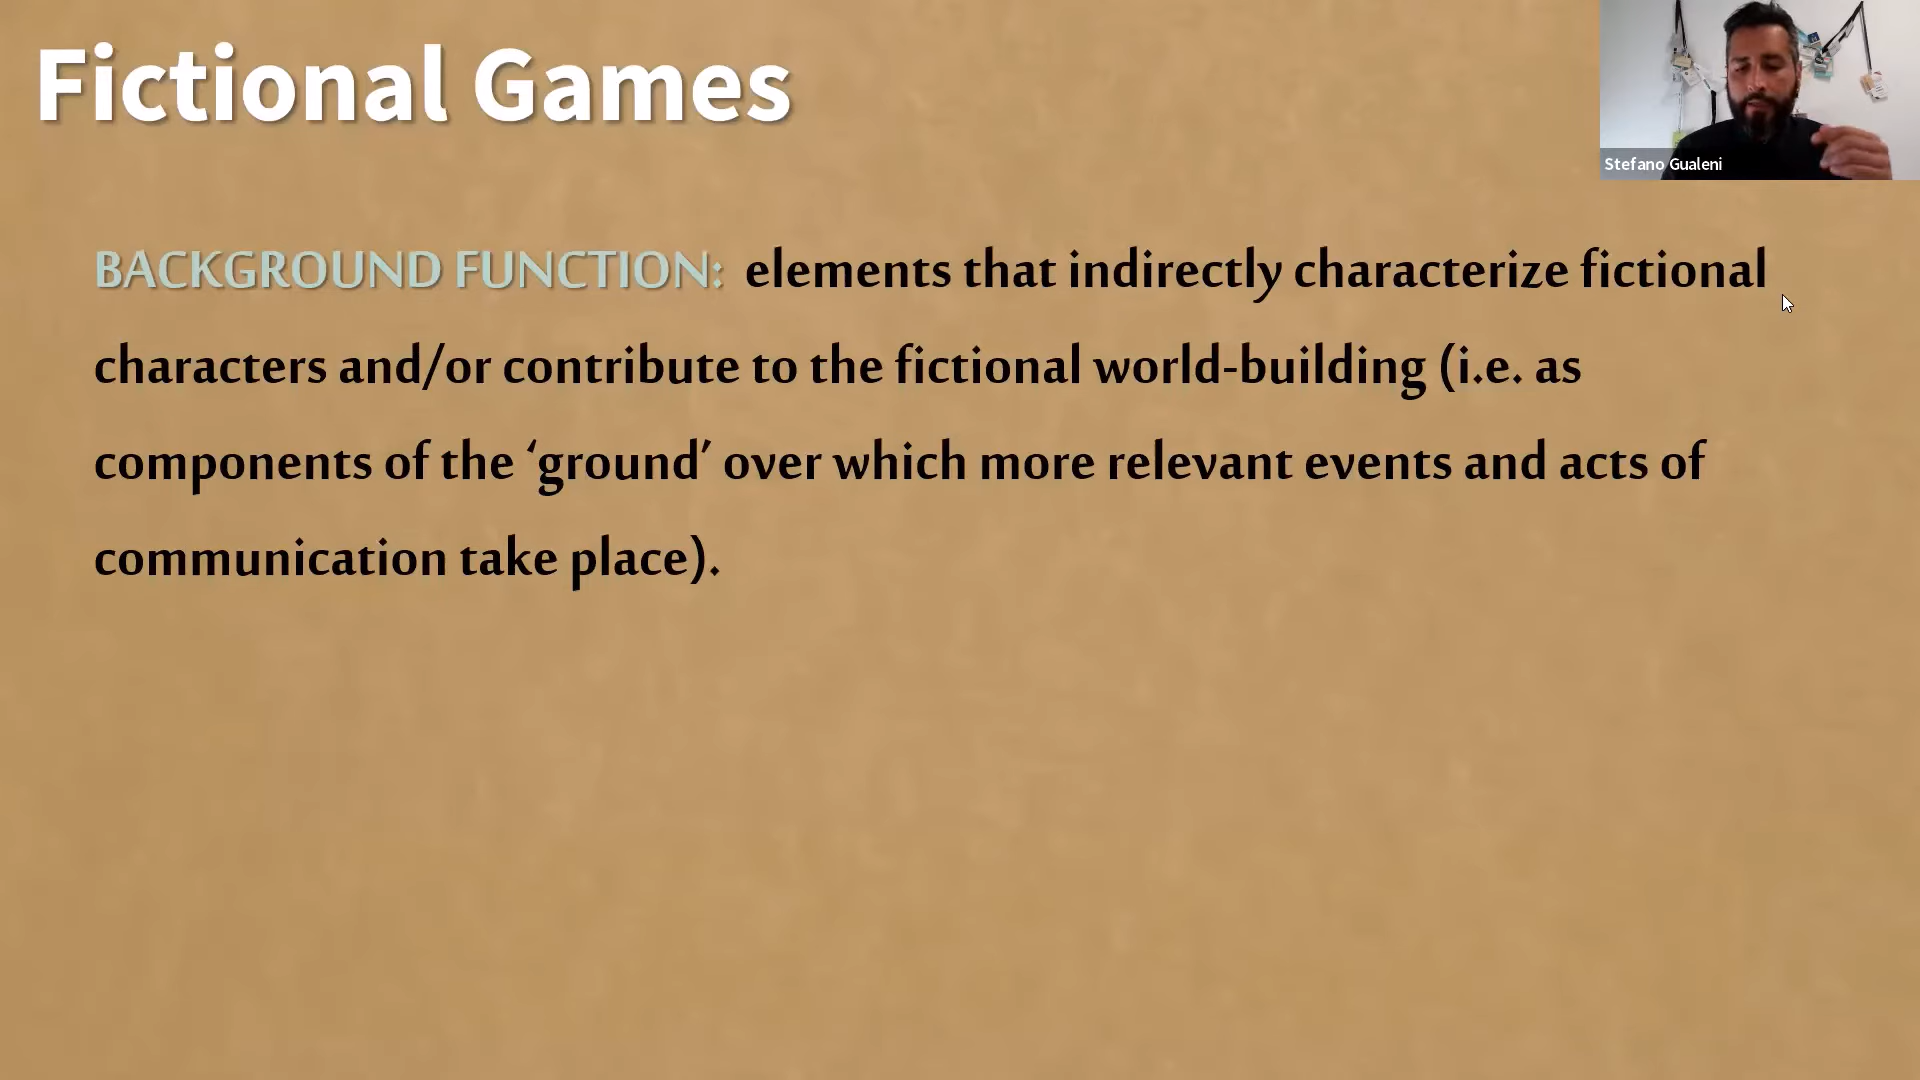 Fictional Games
Stefano Gualeni
BACKGROUND FUNCTION: elements that indirectly characterize fictional
characters and/or contribute to the fictional world-building (i.e. as
components of the ‘ground’ over which more relevant events and acts of
communication take place).